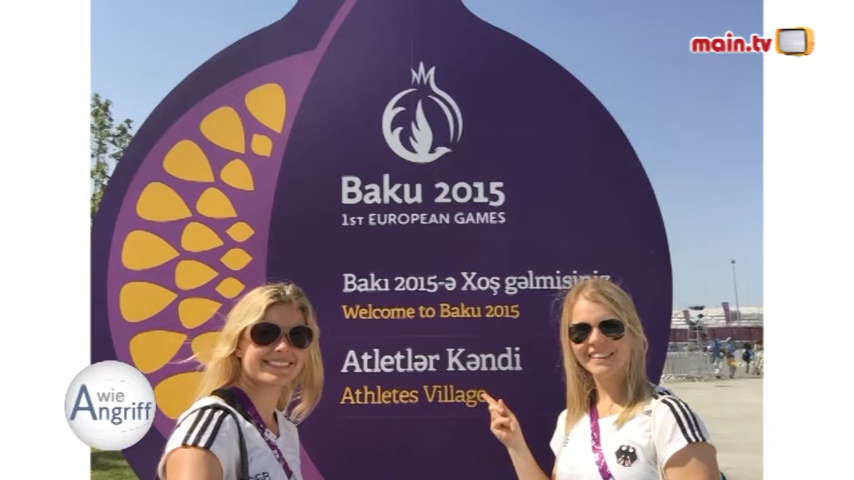 main.tv
Baku 2015
1ST EUROPEAN GAMES
Bakı 2015-ə Xoş gəlmisiniz
Welcome to Baku 2015
Atletlər Kəndi
Athletes Village
A wie
Angriff